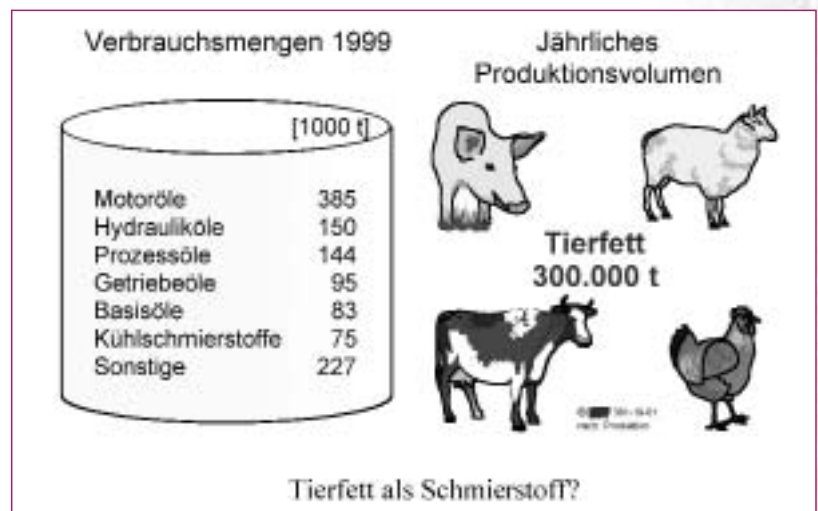 Verbrauchsmengen 1999
[1000 t]
Motoröle 385
Hydrauliköle 150
Prozessöle 144
Getriebeöle 95
Basisöle 83
Kühlschmierstoffe 75
Sonstige 227
Jährliches
Produktionsvolumen
Tierfett
300.000 t
Tierfett als Schmierstoff?